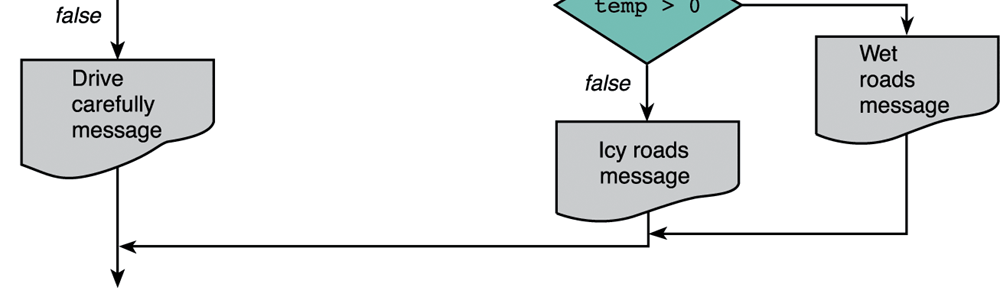 false
Drive
carefully
message
temp > 0
false
Icy roads
message
Wet
roads
message